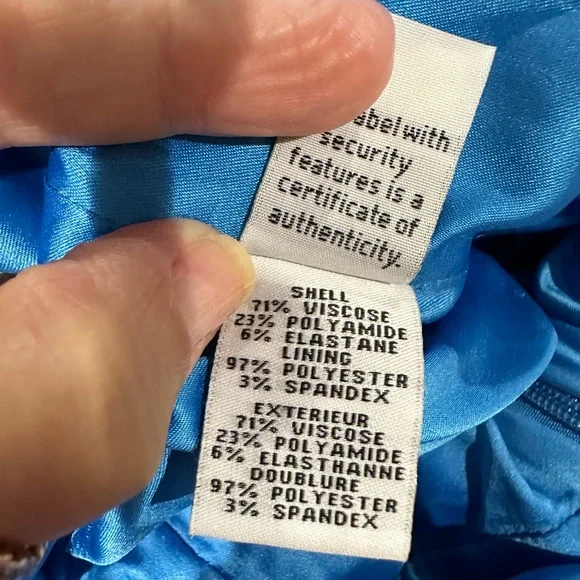 with
security
features is a
certificate of
authenticity.
SHELL
71% VISCOSE
23% POLYAMIDE
6% ELASTANE
LINING
97% POLYESTER
3% SPANDEX
EXTERIEUR
71% VISCOSE
23% POLYAMIDE
6% ELASTHANNE
DOUBLURE
97% POLYESTER
3% SPANDEX